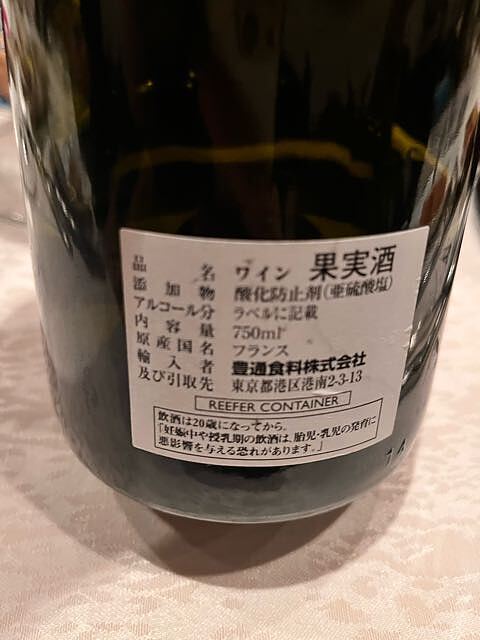 品名 ワイン 果実酒
添加物 酸化防止剤(亜硫酸塩)
アルコール分 ラベルに記載
内容量 750ml
原産国名 フランス
輸入者 豊通食料株式会社
及び引取先 東京都港区港南2-3-13
REEFER CONTAINER
飲酒は20歳になってから。
「妊娠中や授乳期の飲酒は、胎児・乳児の発育に
悪影響を与える恐れがあります。」